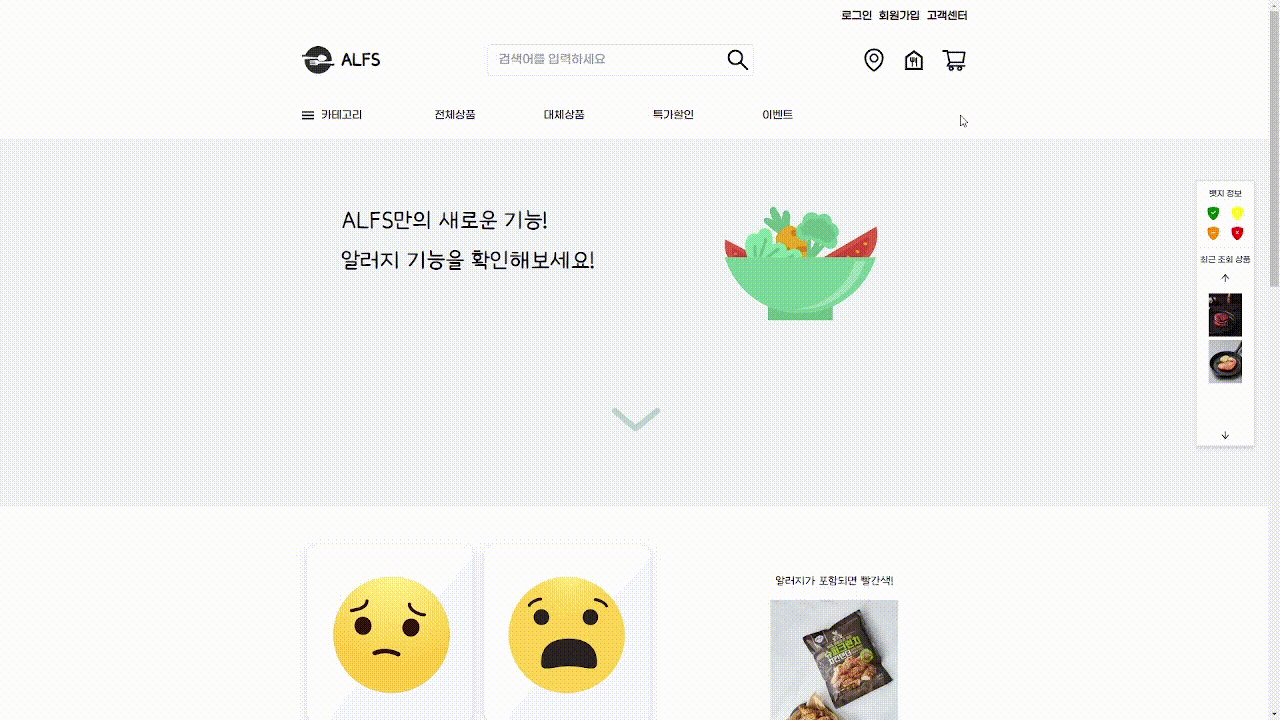 로그인 회원가입 고객센터
ALFS
검색어를 입력하세요
카테고리 전체상품 대체상품 특가할인 이벤트
ALFS만의 새로운 기능!
알러지 기능을 확인해보세요!
뱃지 정보
최근 조회 상품
알러지가 포함되면 빨간색!